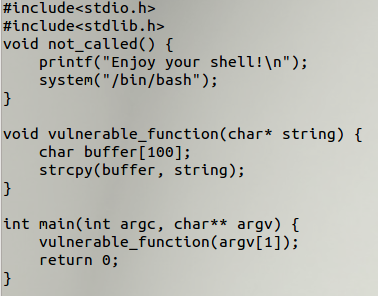 #include<stdio.h>
#include<stdlib.h>
void not_called() {
    printf("Enjoy your shell!\n");
    system("/bin/bash");
}

void vulnerable_function(char* string) {
    char buffer[100];
    strcpy(buffer, string);
}

int main(int argc, char** argv) {
    vulnerable_function(argv[1]);
    return 0;
}